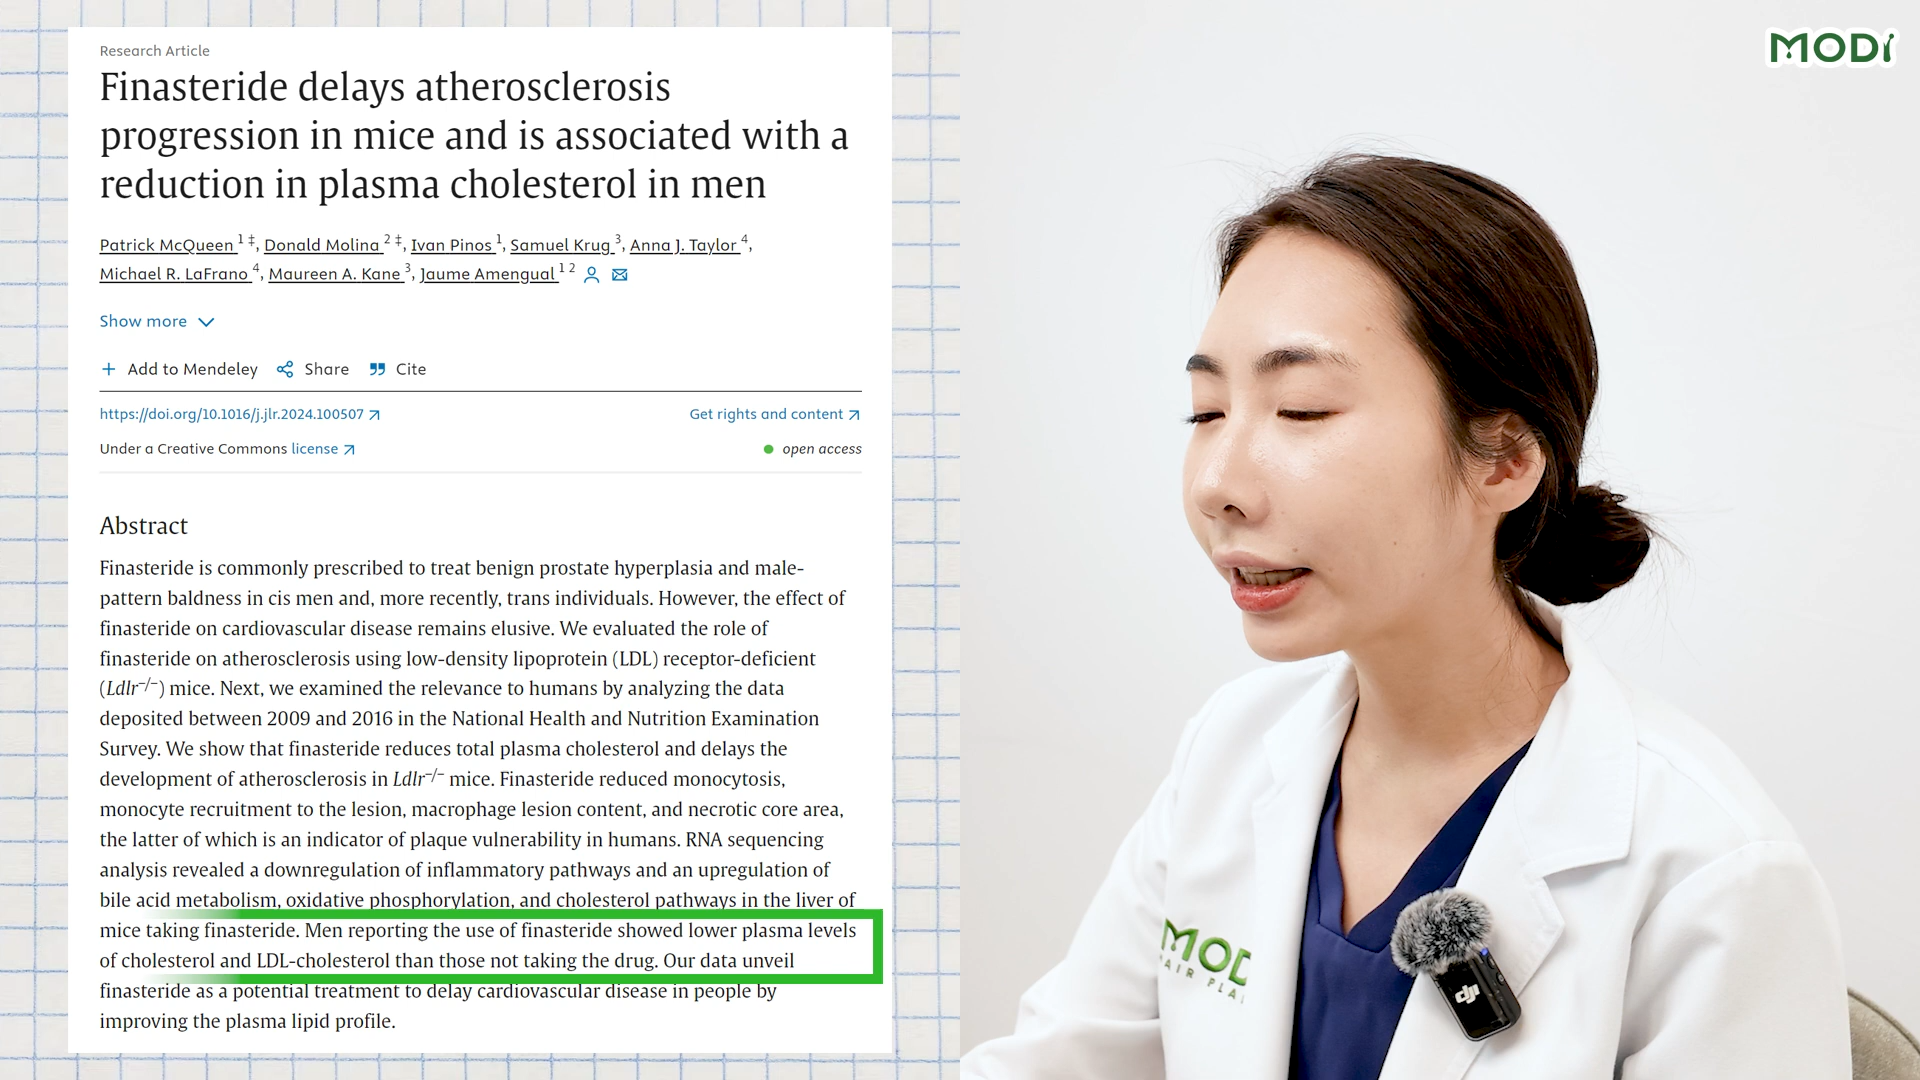 Research Article
Finasteride delays atherosclerosis
progression in mice and is associated with a
reduction in plasma cholesterol in men
Patrick McQueen 1 ‡, Donald Molina 2 ‡, Ivan Pinos 1, Samuel Krug 3, Anna J. Taylor 4,
Michael R. LaFrano 4, Maureen A. Kane 3, Jaume Amengual 1 2
Show more
+ Add to Mendeley Share Cite
https://doi.org/10.1016/j.jlr.2024.100507 Get rights and content
Under a Creative Commons license open access
Abstract
Finasteride is commonly prescribed to treat benign prostate hyperplasia and male-
pattern baldness in cis men and, more recently, trans individuals. However, the effect of
finasteride on cardiovascular disease remains elusive. We evaluated the role of
finasteride on atherosclerosis using low-density lipoprotein (LDL) receptor-deficient
(Ldlr−/−) mice. Next, we examined the relevance to humans by analyzing the data
deposited between 2009 and 2016 in the National Health and Nutrition Examination
Survey. We show that finasteride reduces total plasma cholesterol and delays the
development of atherosclerosis in Ldlr−/− mice. Finasteride reduced monocytosis,
monocyte recruitment to the lesion, macrophage lesion content, and necrotic core area,
the latter of which is an indicator of plaque vulnerability in humans. RNA sequencing
analysis revealed a downregulation of inflammatory pathways and an upregulation of
bile acid metabolism, oxidative phosphorylation, and cholesterol pathways in the liver of
mice taking finasteride. Men reporting the use of finasteride showed lower plasma levels
of cholesterol and LDL-cholesterol than those not taking the drug. Our data unveil
finasteride as a potential treatment to delay cardiovascular disease in people by
improving the plasma lipid profile.
MODi
MOD
AIR PLA
dji